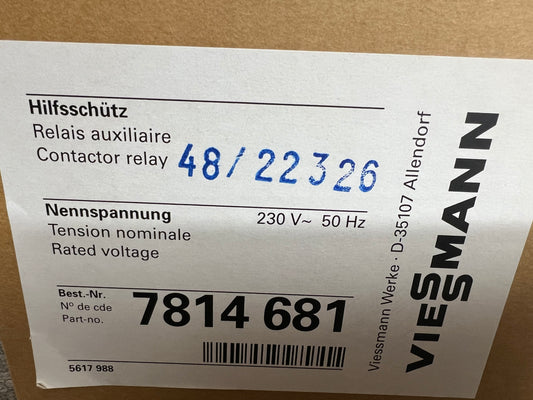 Hilfsschütz
Relais auxiliaire
Contactor relay
48/22326
Nennspannung 230 V~ 50 Hz
Tension nominale
Rated voltage
Best.-Nr.
N° de cde
Part-no.
7814 681
5617 988
Viessmann Werke · D-35107 Allendorf
VIESSMANN